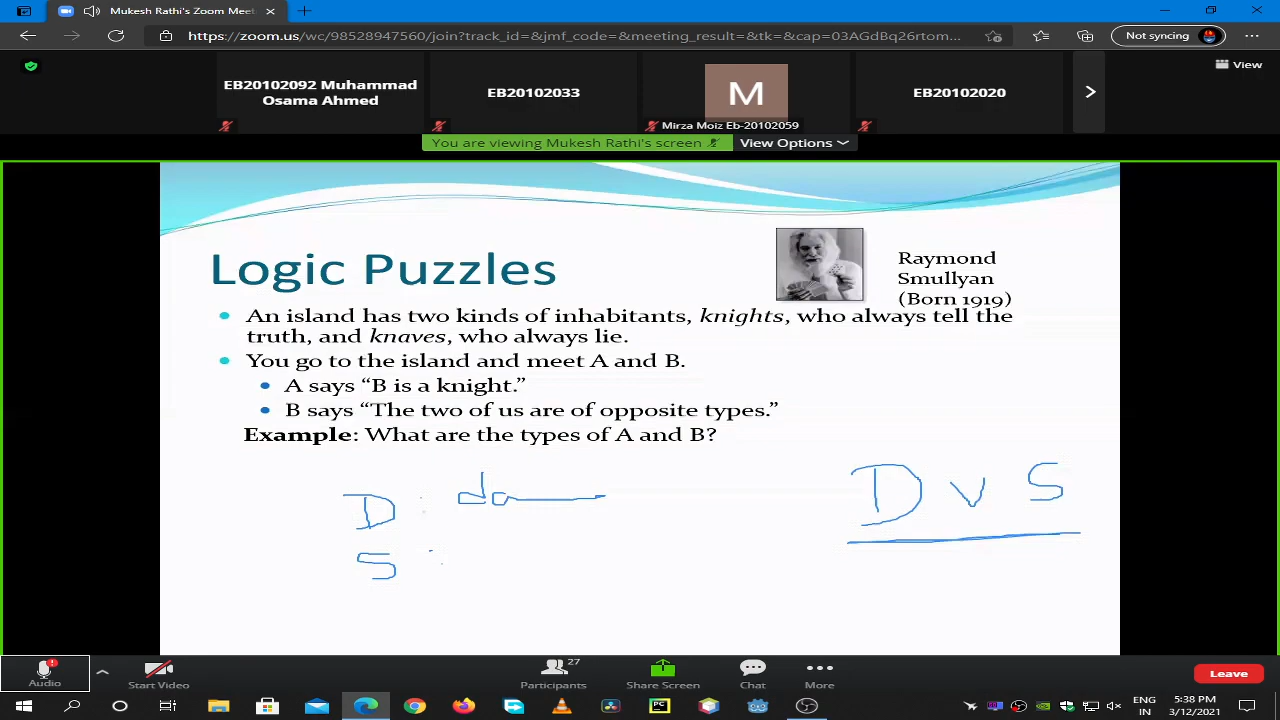 Mukesh Rathi's Zoom Meet
https://zoom.us/wc/98528947560/join?track_id=&jmf_code=&meeting_result=&tk=&cap=03AGdBq26rtom...
Not syncing
View
EB20102092 Muhammad
Osama Ahmed
EB20102033
M
Mirza Moiz Eb-20102059
EB20102020
You are viewing Mukesh Rathi's screen
View Options
Logic Puzzles
Raymond
Smullyan
(Born 1919)
An island has two kinds of inhabitants, knights, who always tell the
truth, and knaves, who always lie.
You go to the island and meet A and B.
A says “B is a knight.”
B says “The two of us are of opposite types.”
Example: What are the types of A and B?
D : do
D v S
S :
Audio
Start Video
Participants
27
Share Screen
Chat
More
Leave
PC
ENG
IN
5:38 PM
3/12/2021